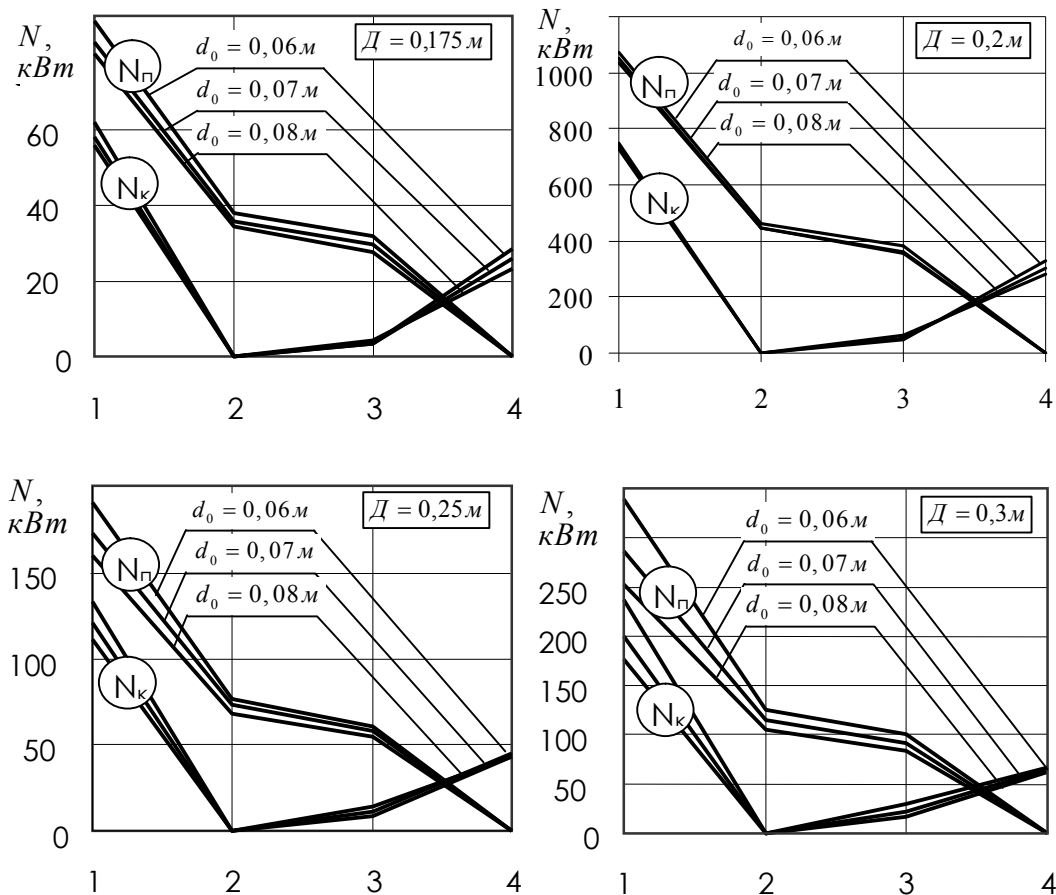 N,
кВт
d₀ = 0,06 м
Д = 0,175 м
Nп
d₀ = 0,07 м
d₀ = 0,08 м
60
Nк
40
20
0
1 2 3 4
N,
кВт
d₀ = 0,06 м
Д = 0,2 м
1000
Nп
d₀ = 0,07 м
800
d₀ = 0,08 м
600
Nк
400
200
0
1 2 3 4
N,
кВт
d₀ = 0,06 м
Д = 0,25 м
d₀ = 0,07 м
150
Nп
d₀ = 0,08 м
100
Nк
50
0
1 2 3 4
N,
кВт
d₀ = 0,06 м
Д = 0,3 м
d₀ = 0,07 м
250
Nп
d₀ = 0,08 м
200
150
Nк
100
50
0
1 2 3 4